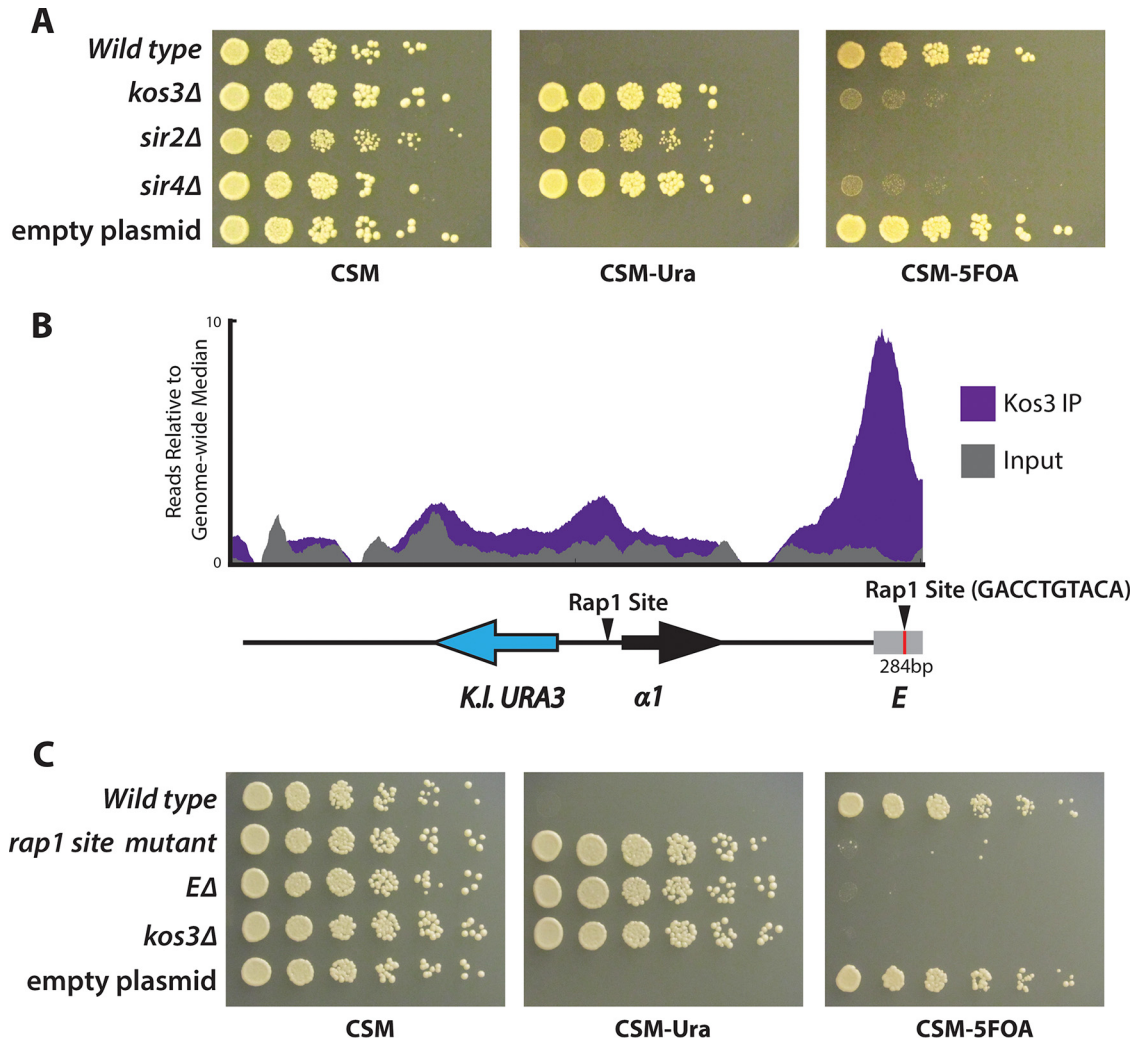 A
Wild type
kos3Δ
sir2Δ
sir4Δ
empty plasmid
CSM
CSM-Ura
CSM-5FOA
B
Reads Relative to
Genome-wide Median
10
0
Kos3 IP
Input
Rap1 Site
Rap1 Site (GACCTGTACA)
284bp
K.l. URA3
α1
E
C
Wild type
rap1 site mutant
EΔ
kos3Δ
empty plasmid
CSM
CSM-Ura
CSM-5FOA